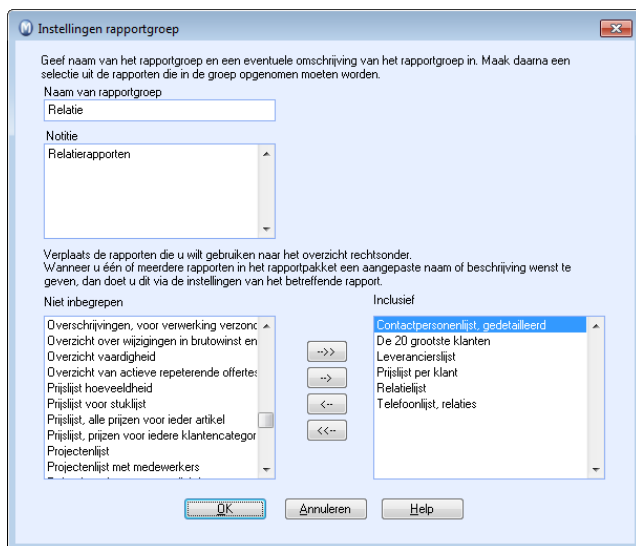 Instellingen rapportgroep
Geef naam van het rapportgroep en een eventuele omschrijving van het rapportgroep in. Maak daarna een
selectie uit de rapporten die in de groep opgenomen moeten worden.
Naam van rapportgroep
Relatie
Notitie
Relatierapporten
Verplaats de rapporten die u wilt gebruiken naar het overzicht rechtsonder.
Wanneer u één of meerdere rapporten in het rapportpakket een aangepaste naam of beschrijving wenst te
geven, dan doet u dit via de instellingen van het betreffende rapport.
Niet inbegrepen
Overschrijvingen, voor verwerking verzonc
Overzicht over wijzigingen in brutowinst en
Overzicht vaardigheid
Overzicht van actieve repeterende offertes
Prijslijst hoeveelheid
Prijslijst voor stuklijst
Prijslijst, alle prijzen voor ieder artikel
Prijslijst, prijzen voor iedere klantencategor
Projectenlijst
Projectenlijst met medewerkers
-->>
-->
<--
<<--
Inclusief
Contactpersonenlijst, gedetailleerd
De 20 grootste klanten
Leverancierslijst
Prijslijst per klant
Relatielijst
Telefoonlijst, relaties
OK
Annuleren
Help